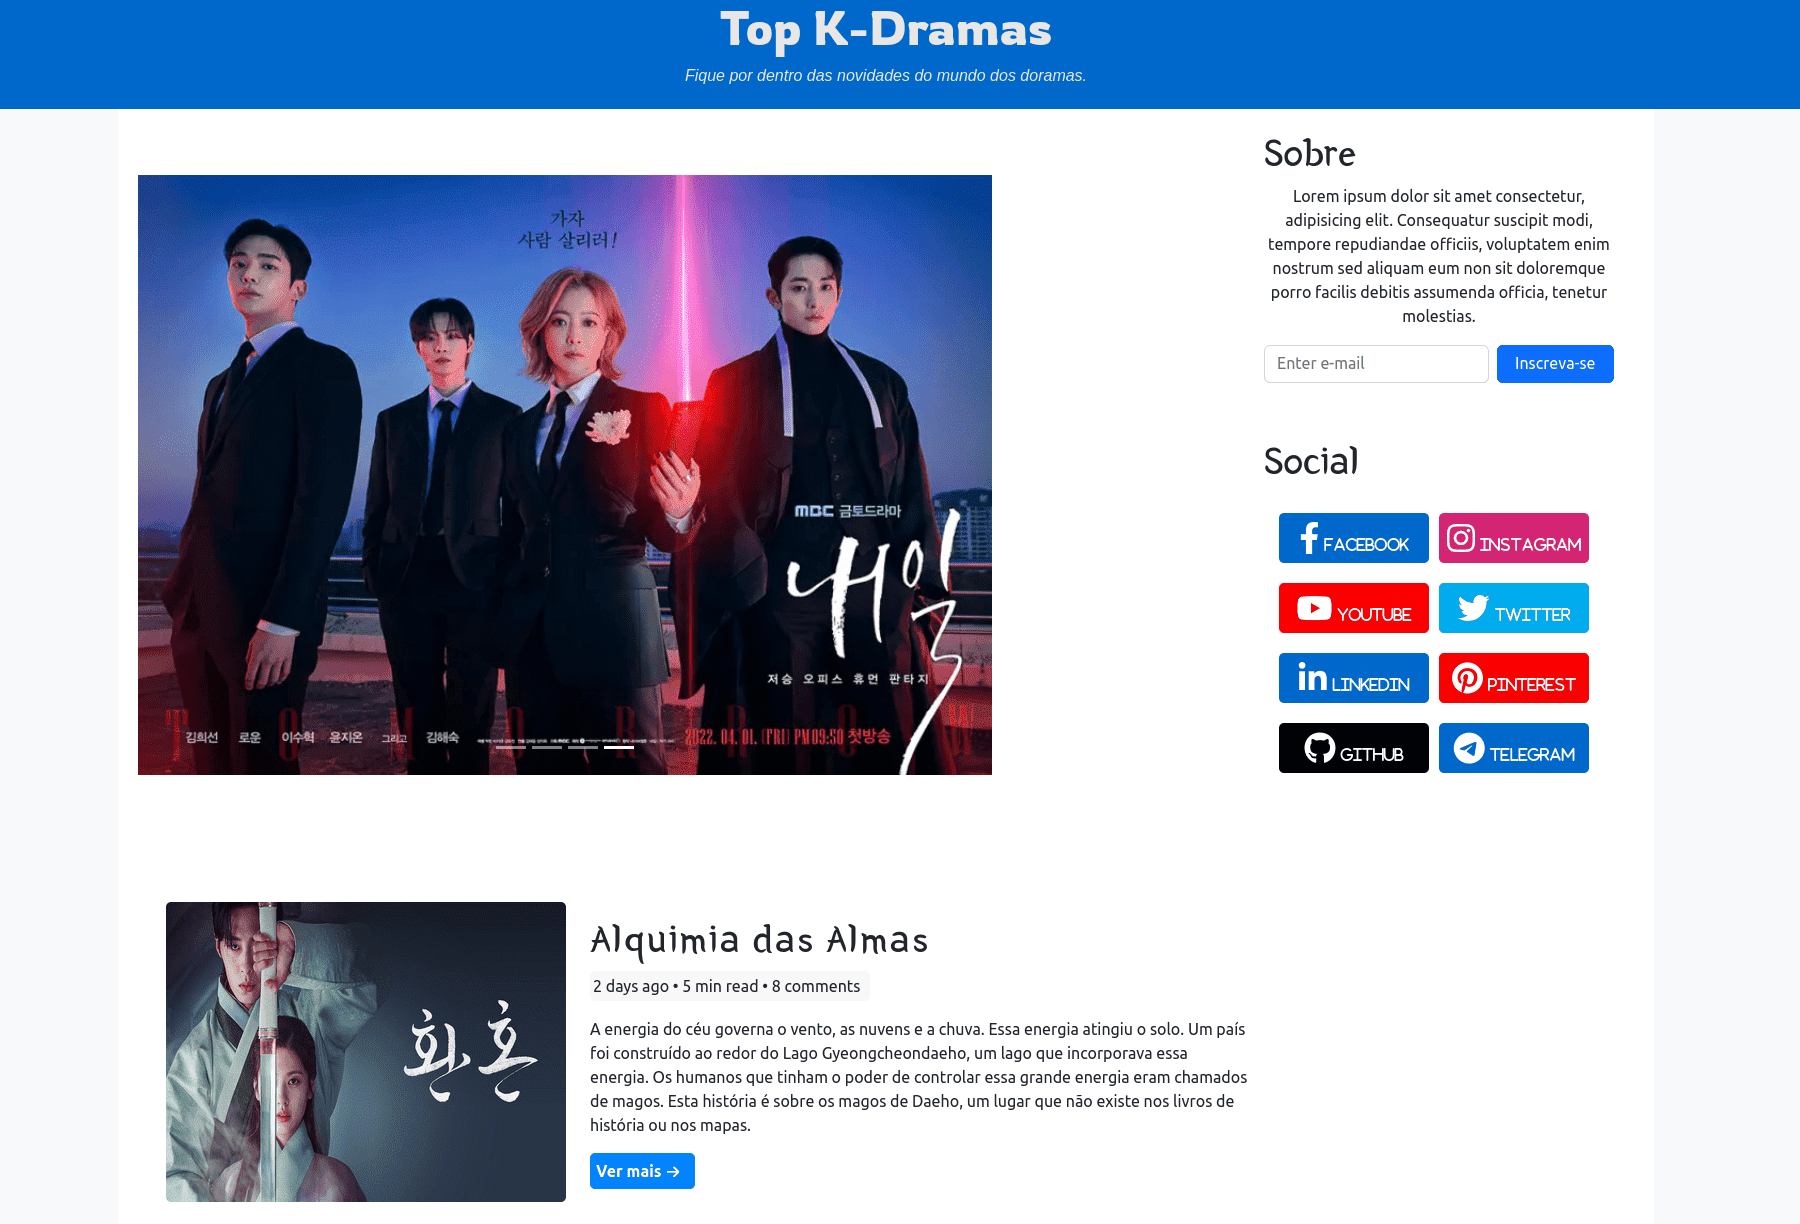 Top K-Dramas
Fique por dentro das novidades do mundo dos doramas.
가자
사람 살리러!
MBC 금토드라마
내일
저승 오피스 휴먼 판타지
TOMORROW
김희선 로운 이수혁 윤지온 그리고 김해숙
2022. 04. 01. (FRI) PM 09:50 첫방송
Sobre
Lorem ipsum dolor sit amet consectetur,
adipisicing elit. Consequatur suscipit modi,
tempore repudiandae officiis, voluptatem enim
nostrum sed aliquam eum non sit doloremque
porro facilis debitis assumenda officia, tenetur
molestias.
Enter e-mail
Inscreva-se
Social
FACEBOOK
INSTAGRAM
YOUTUBE
TWITTER
LINKEDIN
PINTEREST
GITHUB
TELEGRAM
환혼
Alquimia das Almas
2 days ago • 5 min read • 8 comments
A energia do céu governa o vento, as nuvens e a chuva. Essa energia atingiu o solo. Um país
foi construído ao redor do Lago Gyeongcheondaeho, um lago que incorporava essa
energia. Os humanos que tinham o poder de controlar essa grande energia eram chamados
de magos. Esta história é sobre os magos de Daeho, um lugar que não existe nos livros de
história ou nos mapas.
Ver mais →